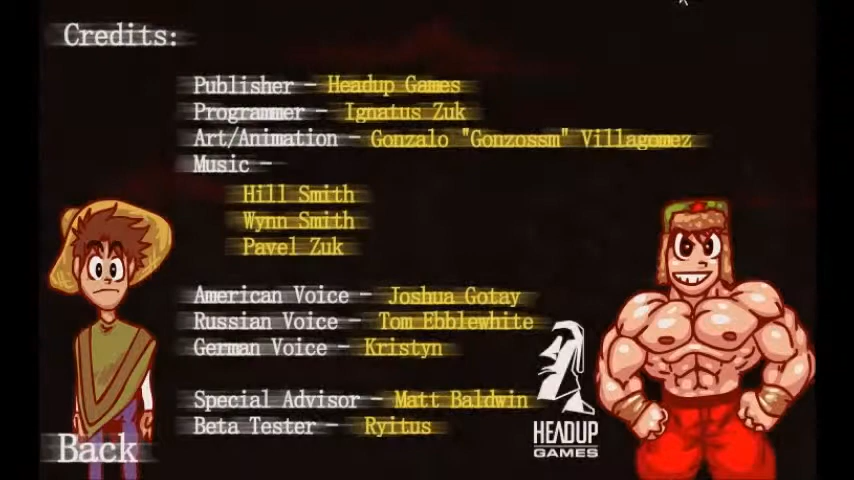 Credits:
Publisher - Headup Games
Programmer - Ignatus Zuk
Art/Animation - Gonzalo "Gonzossm" Villagomez
Music -
Hill Smith
Wynn Smith
Pavel Zuk
American Voice - Joshua Gotay
Russian Voice - Tom Ebblewhite
German Voice - Kristyn
Special Advisor - Matt Baldwin
Beta Tester - Ryitus
Back
HEADUP
GAMES